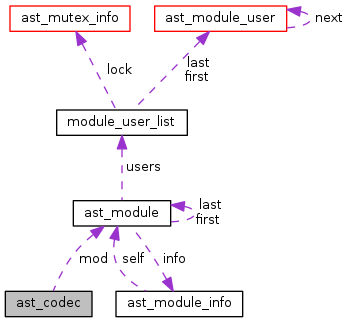 ast_mutex_info
ast_module_user
next
lock
last
first
module_user_list
users
ast_module
last
first
mod
self
info
ast_codec
ast_module_info